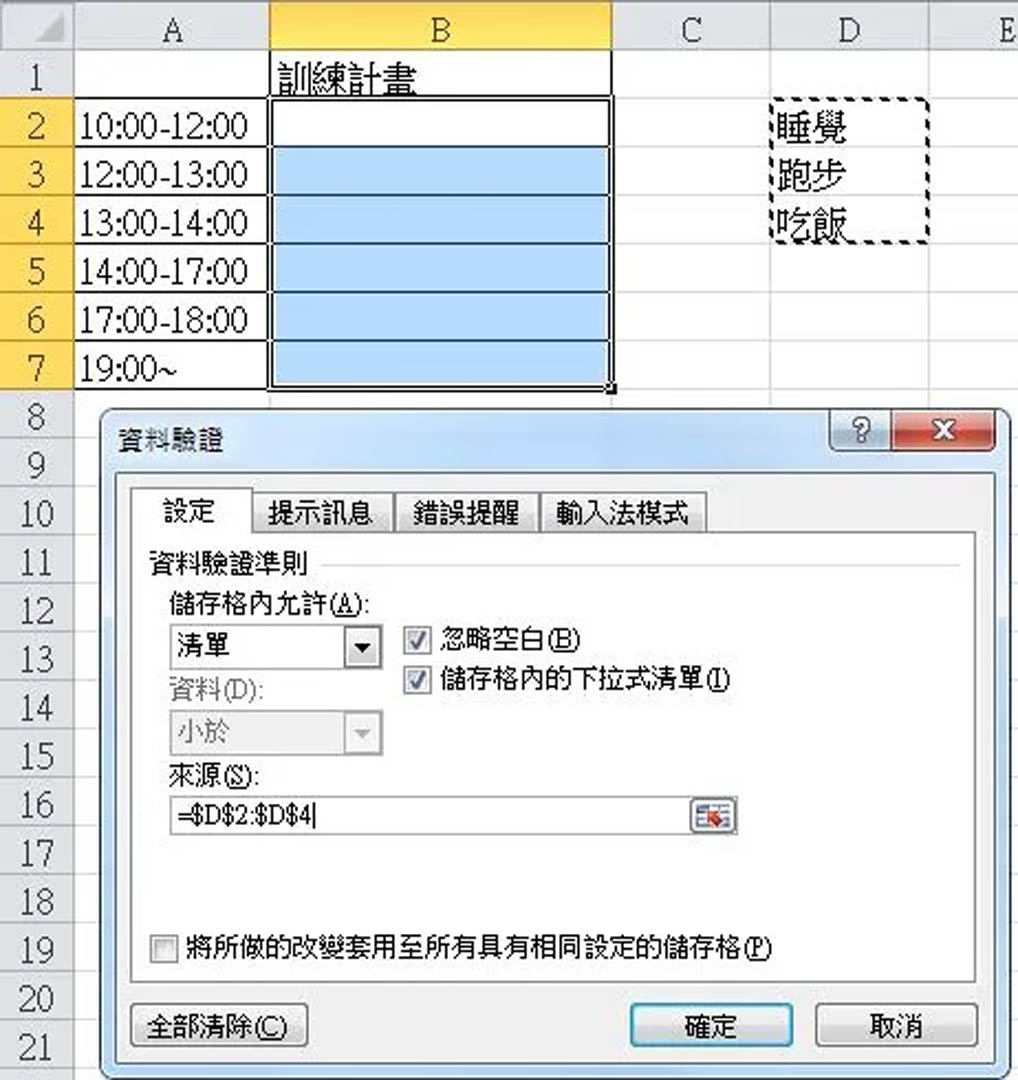 A B C D E
1 訓練計畫
2 10:00-12:00 睡覺
3 12:00-13:00 跑步
4 13:00-14:00 吃飯
5 14:00-17:00
6 17:00-18:00
7 19:00~
8
資料驗證 ?
9
10 設定 提示訊息 錯誤提醒 輸入法模式
11 資料驗證準則
12 儲存格內允許(A):
13 清單 忽略空白(B)
儲存格內的下拉式清單(I)
資料(D):
14
小於
15
來源(S):
16 =$D$2:$D$4
17
18
19 將所做的改變套用至所有具有相同設定的儲存格(P)
20
全部清除(C) 確定 取消
21